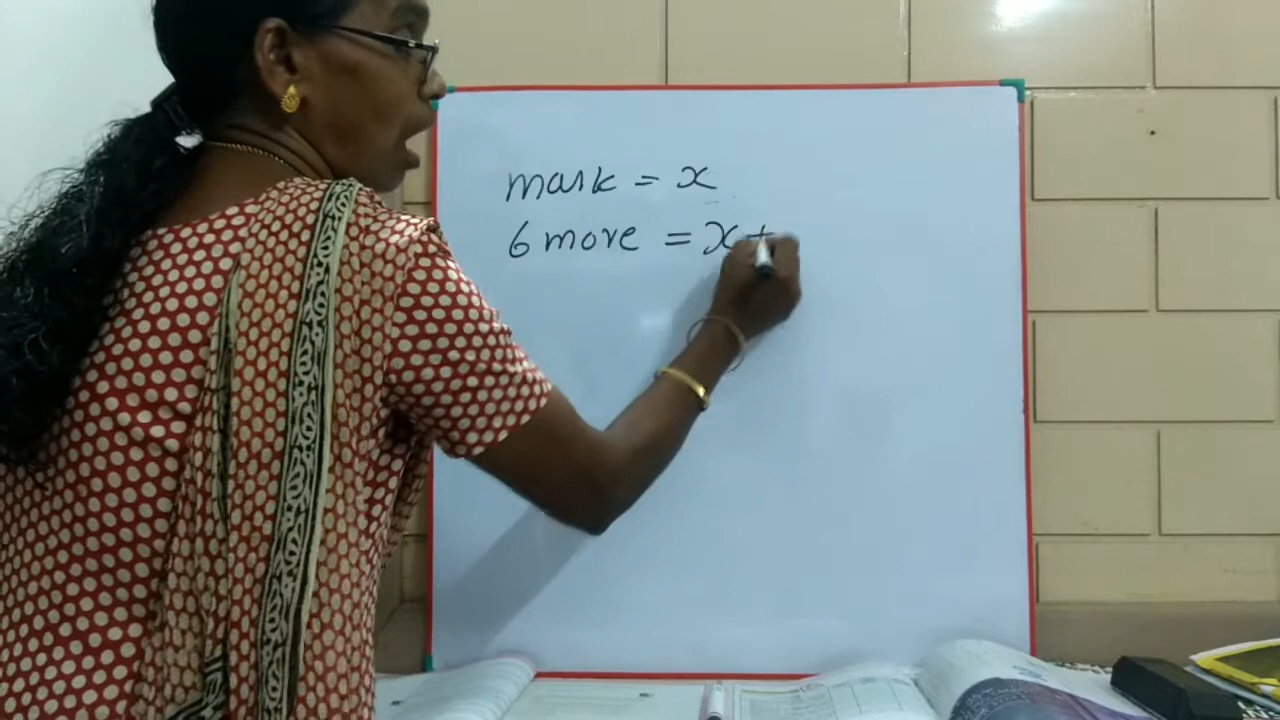 mark = x
6 more = x +